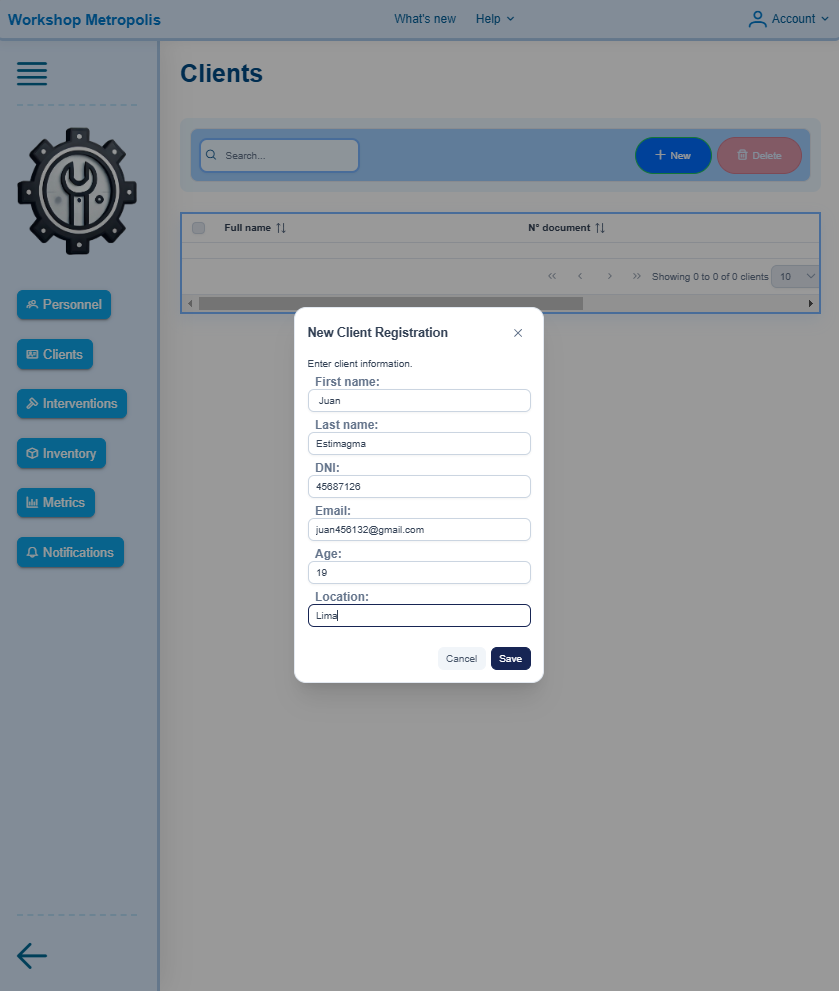 Workshop Metropolis
What's new
Help
Account
Clients
Search...
New
Delete
Full name
N° document
Showing 0 to 0 of 0 clients
10
Personnel
Clients
Interventions
Inventory
Metrics
Notifications
New Client Registration
Enter client information.
First name:
Juan
Last name:
Estimagma
DNI:
45687126
Email:
juan456132@gmail.com
Age:
19
Location:
Lima
Cancel
Save